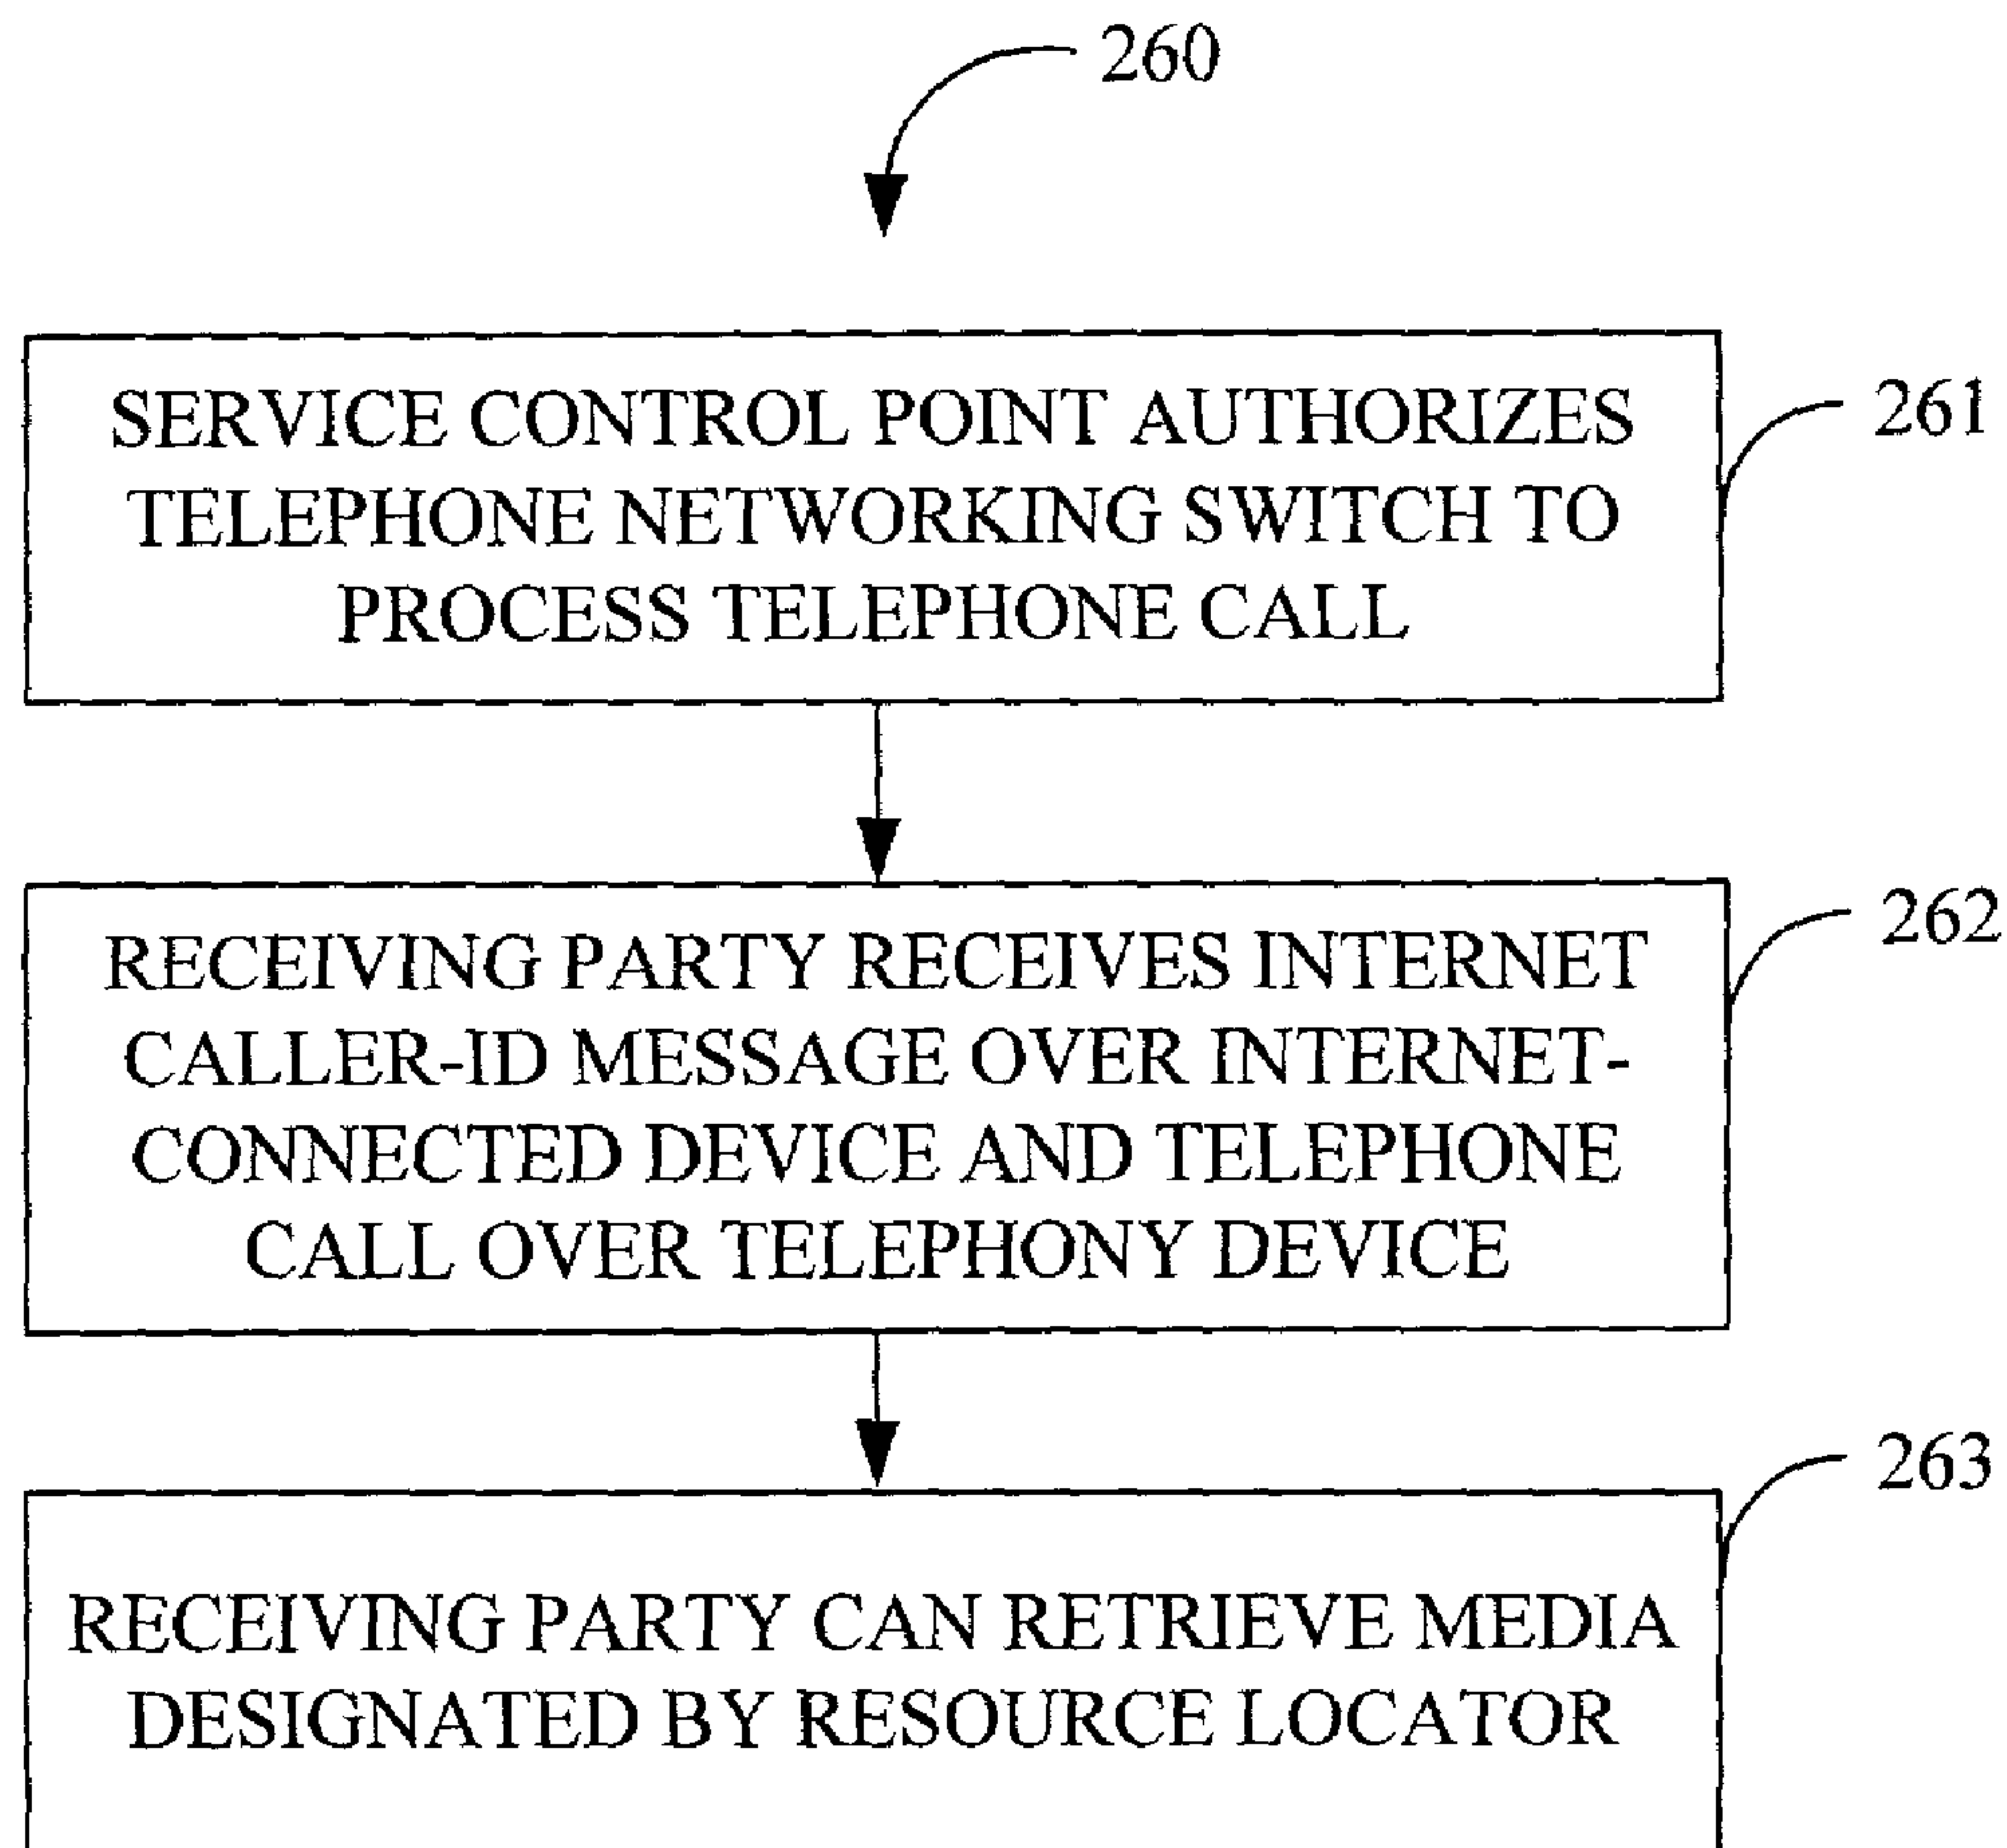 260
SERVICE CONTROL POINT AUTHORIZES
TELEPHONE NETWORKING SWITCH TO
PROCESS TELEPHONE CALL
261
RECEIVING PARTY RECEIVES INTERNET
CALLER-ID MESSAGE OVER INTERNET-
CONNECTED DEVICE AND TELEPHONE
CALL OVER TELEPHONY DEVICE
262
RECEIVING PARTY CAN RETRIEVE MEDIA
DESIGNATED BY RESOURCE LOCATOR
263